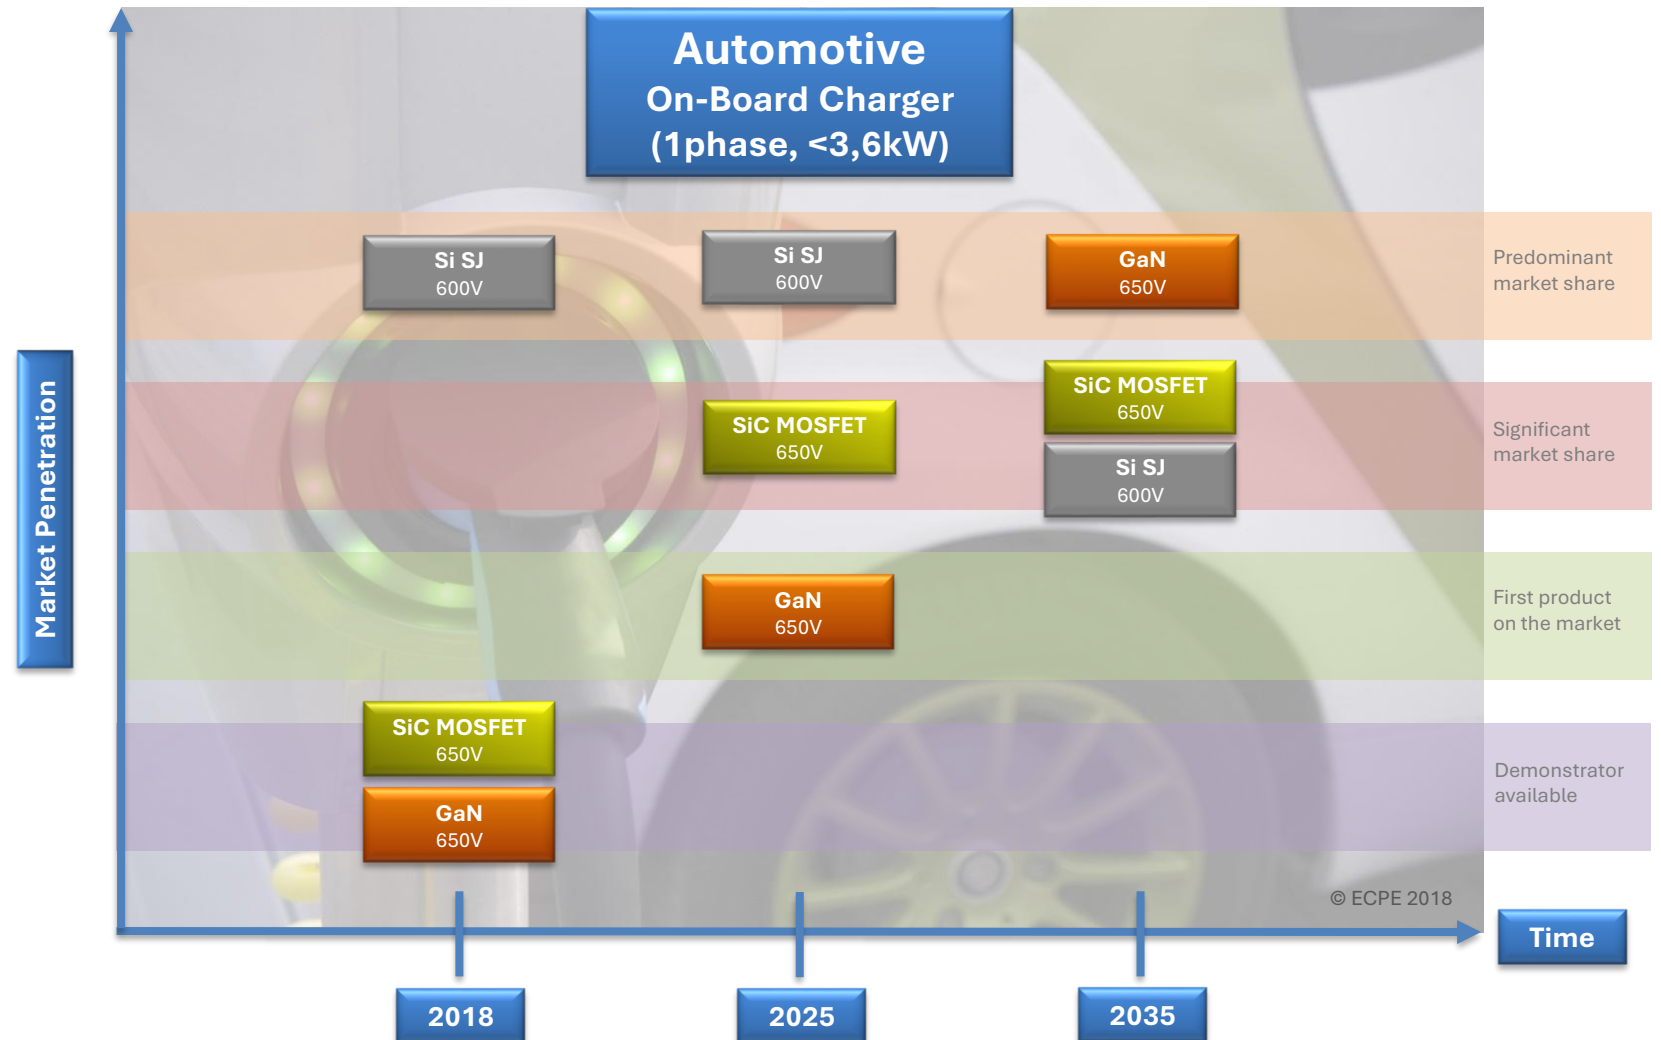 Automotive
On-Board Charger
(1phase, <3,6kW)
Si SJ
600V
Si SJ
600V
GaN
650V
Predominant
market share
Market Penetration
SiC MOSFET
650V
SiC MOSFET
650V
Si SJ
600V
Significant
market share
GaN
650V
First product
on the market
SiC MOSFET
650V
GaN
650V
Demonstrator
available
© ECPE 2018
Time
2018
2025
2035